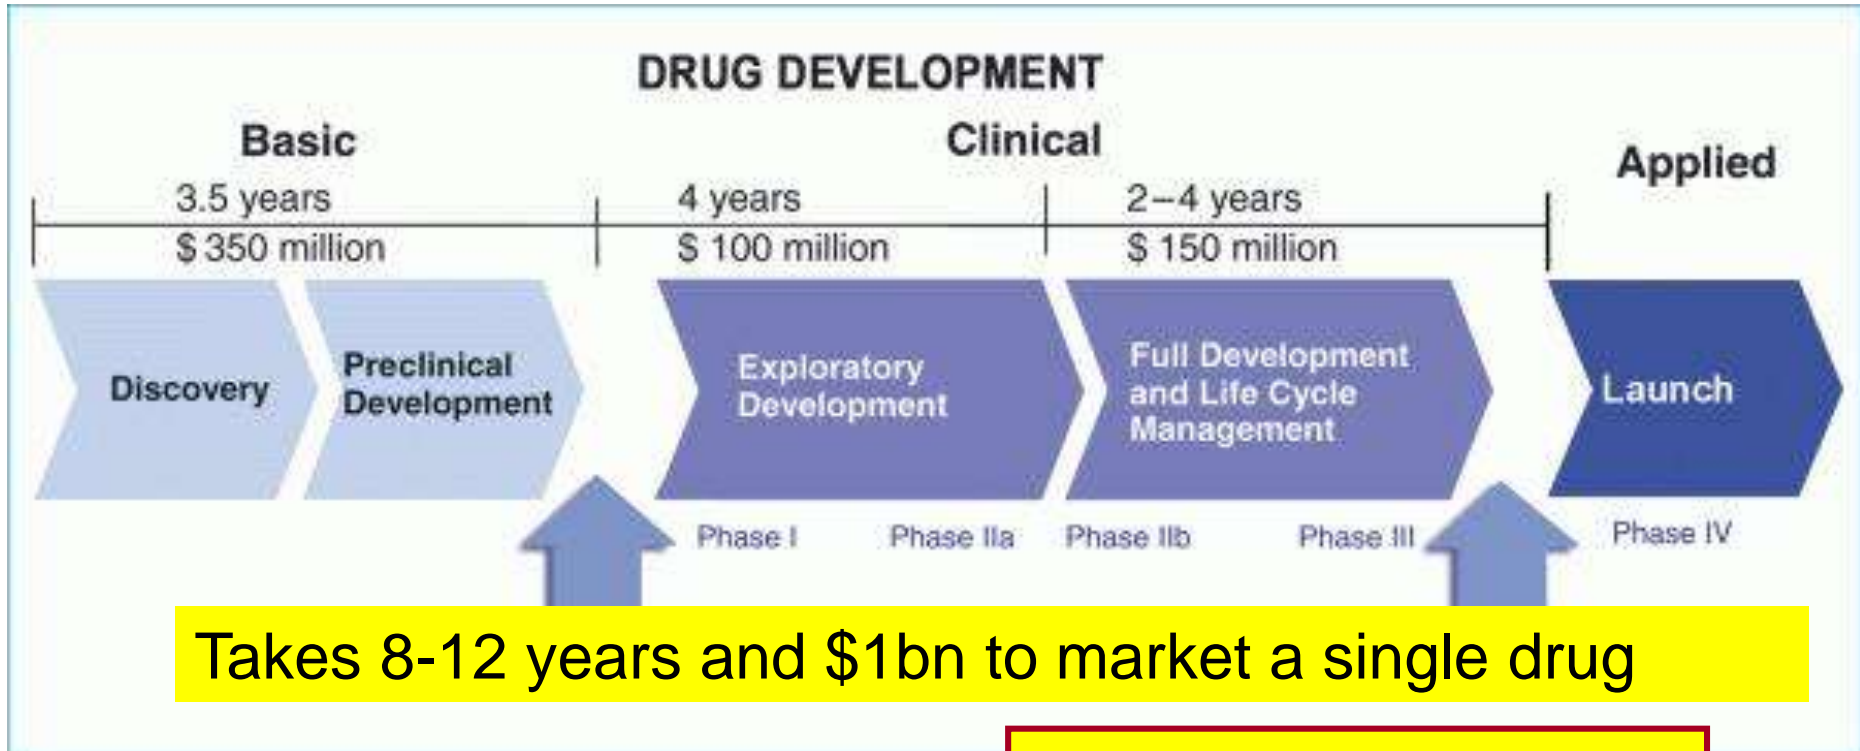 DRUG DEVELOPMENT
Basic
Clinical
Applied
3.5 years
4 years
2–4 years
$ 350 million
$ 100 million
$ 150 million
Discovery
Preclinical
Development
Exploratory
Development
Full Development
and Life Cycle
Management
Launch
Phase I
Phase IIa
Phase IIb
Phase III
Phase IV
Takes 8-12 years and $1bn to market a single drug